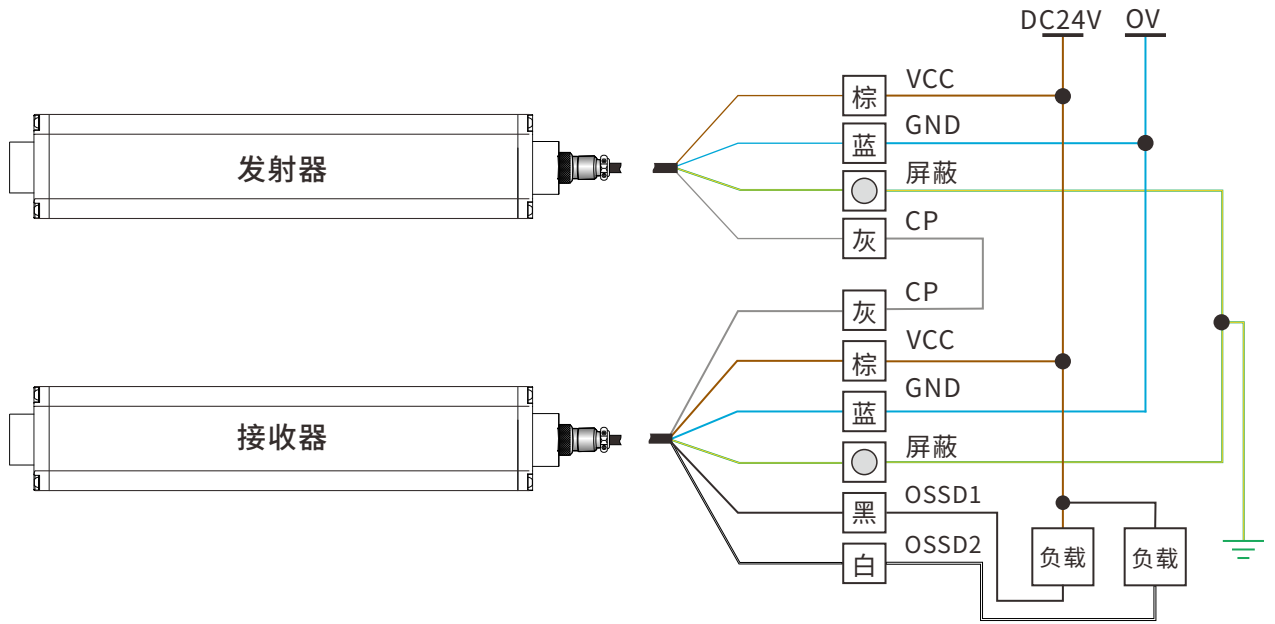 DC24V
OV
发射器
棕
VCC
蓝
GND
屏蔽
灰
CP
灰
CP
棕
VCC
蓝
GND
接收器
屏蔽
黑
OSSD1
白
OSSD2
负载
负载